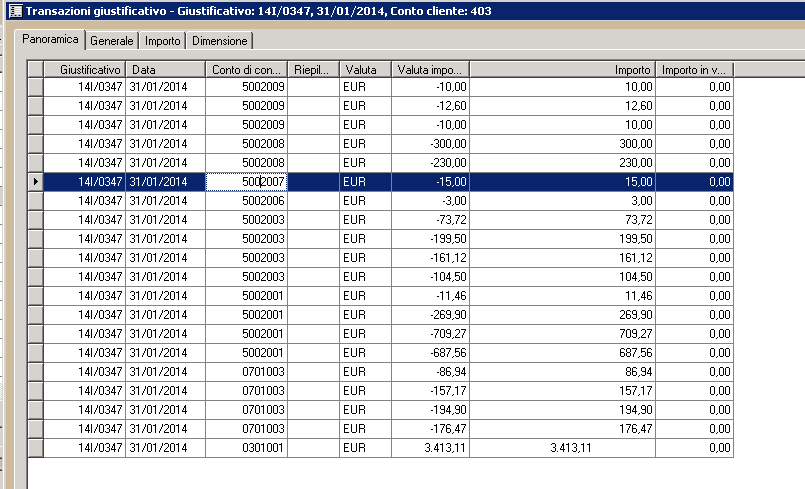 Transazioni giustificativo - Giustificativo: 14I/0347, 31/01/2014, Conto cliente: 403
Panoramica Generale Importo Dimensione
Giustificativo Data Conto di con... Riepil... Valuta Valuta impo... Importo Importo in v...
14I/0347 31/01/2014 5002009 EUR -10,00 10,00 0,00
14I/0347 31/01/2014 5002009 EUR -12,60 12,60 0,00
14I/0347 31/01/2014 5002009 EUR -10,00 10,00 0,00
14I/0347 31/01/2014 5002008 EUR -300,00 300,00 0,00
14I/0347 31/01/2014 5002008 EUR -230,00 230,00 0,00
14I/0347 31/01/2014 5002007 EUR -15,00 15,00 0,00
14I/0347 31/01/2014 5002006 EUR -3,00 3,00 0,00
14I/0347 31/01/2014 5002003 EUR -73,72 73,72 0,00
14I/0347 31/01/2014 5002003 EUR -199,50 199,50 0,00
14I/0347 31/01/2014 5002003 EUR -161,12 161,12 0,00
14I/0347 31/01/2014 5002003 EUR -104,50 104,50 0,00
14I/0347 31/01/2014 5002001 EUR -11,46 11,46 0,00
14I/0347 31/01/2014 5002001 EUR -269,90 269,90 0,00
14I/0347 31/01/2014 5002001 EUR -709,27 709,27 0,00
14I/0347 31/01/2014 5002001 EUR -687,56 687,56 0,00
14I/0347 31/01/2014 0701003 EUR -86,94 86,94 0,00
14I/0347 31/01/2014 0701003 EUR -157,17 157,17 0,00
14I/0347 31/01/2014 0701003 EUR -194,90 194,90 0,00
14I/0347 31/01/2014 0701003 EUR -176,47 176,47 0,00
14I/0347 31/01/2014 0301001 EUR 3.413,11 3.413,11 0,00